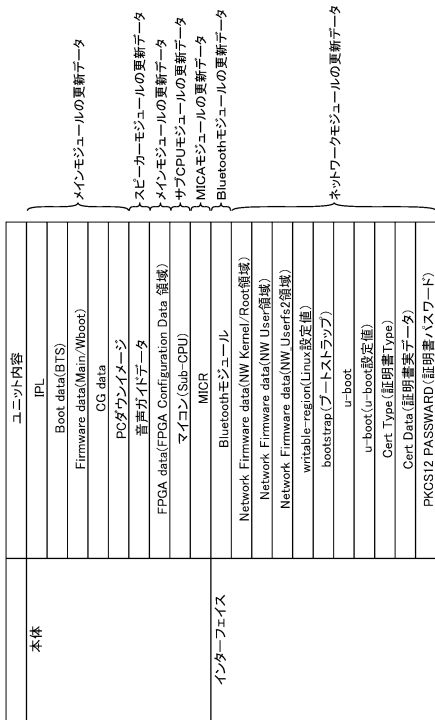 ユニット内容
本体
IPL
Boot data(BTS)
Firmware data(Main/Wboot)
CG data
PCダウンイメージ
メインモジュールの更新データ
音声ガイドデータ
スピーカーモジュールの更新データ
FPGA data(FPGA Configuration Data 領域)
メインモジュールの更新データ
マイコン(Sub-CPU)
サブCPUモジュールの更新データ
MICR
MICAモジュールの更新データ
インターフェイス
Bluetoothモジュール
Bluetoothモジュールの更新データ
Network Firmware data(NW Kernel/Root領域)
Network Firmware data(NW User領域)
Network Firmware data(NW_Userfs2領域)
writable-region(Linux設定値)
bootstrap(ブートストラップ)
u-boot
u-boot(u-boot設定値)
Cert Type(証明書Type)
Cert Data(証明書実データ)
PKCS12 PASSWARD(証明書パスワード)
ネットワークモジュールの更新データ